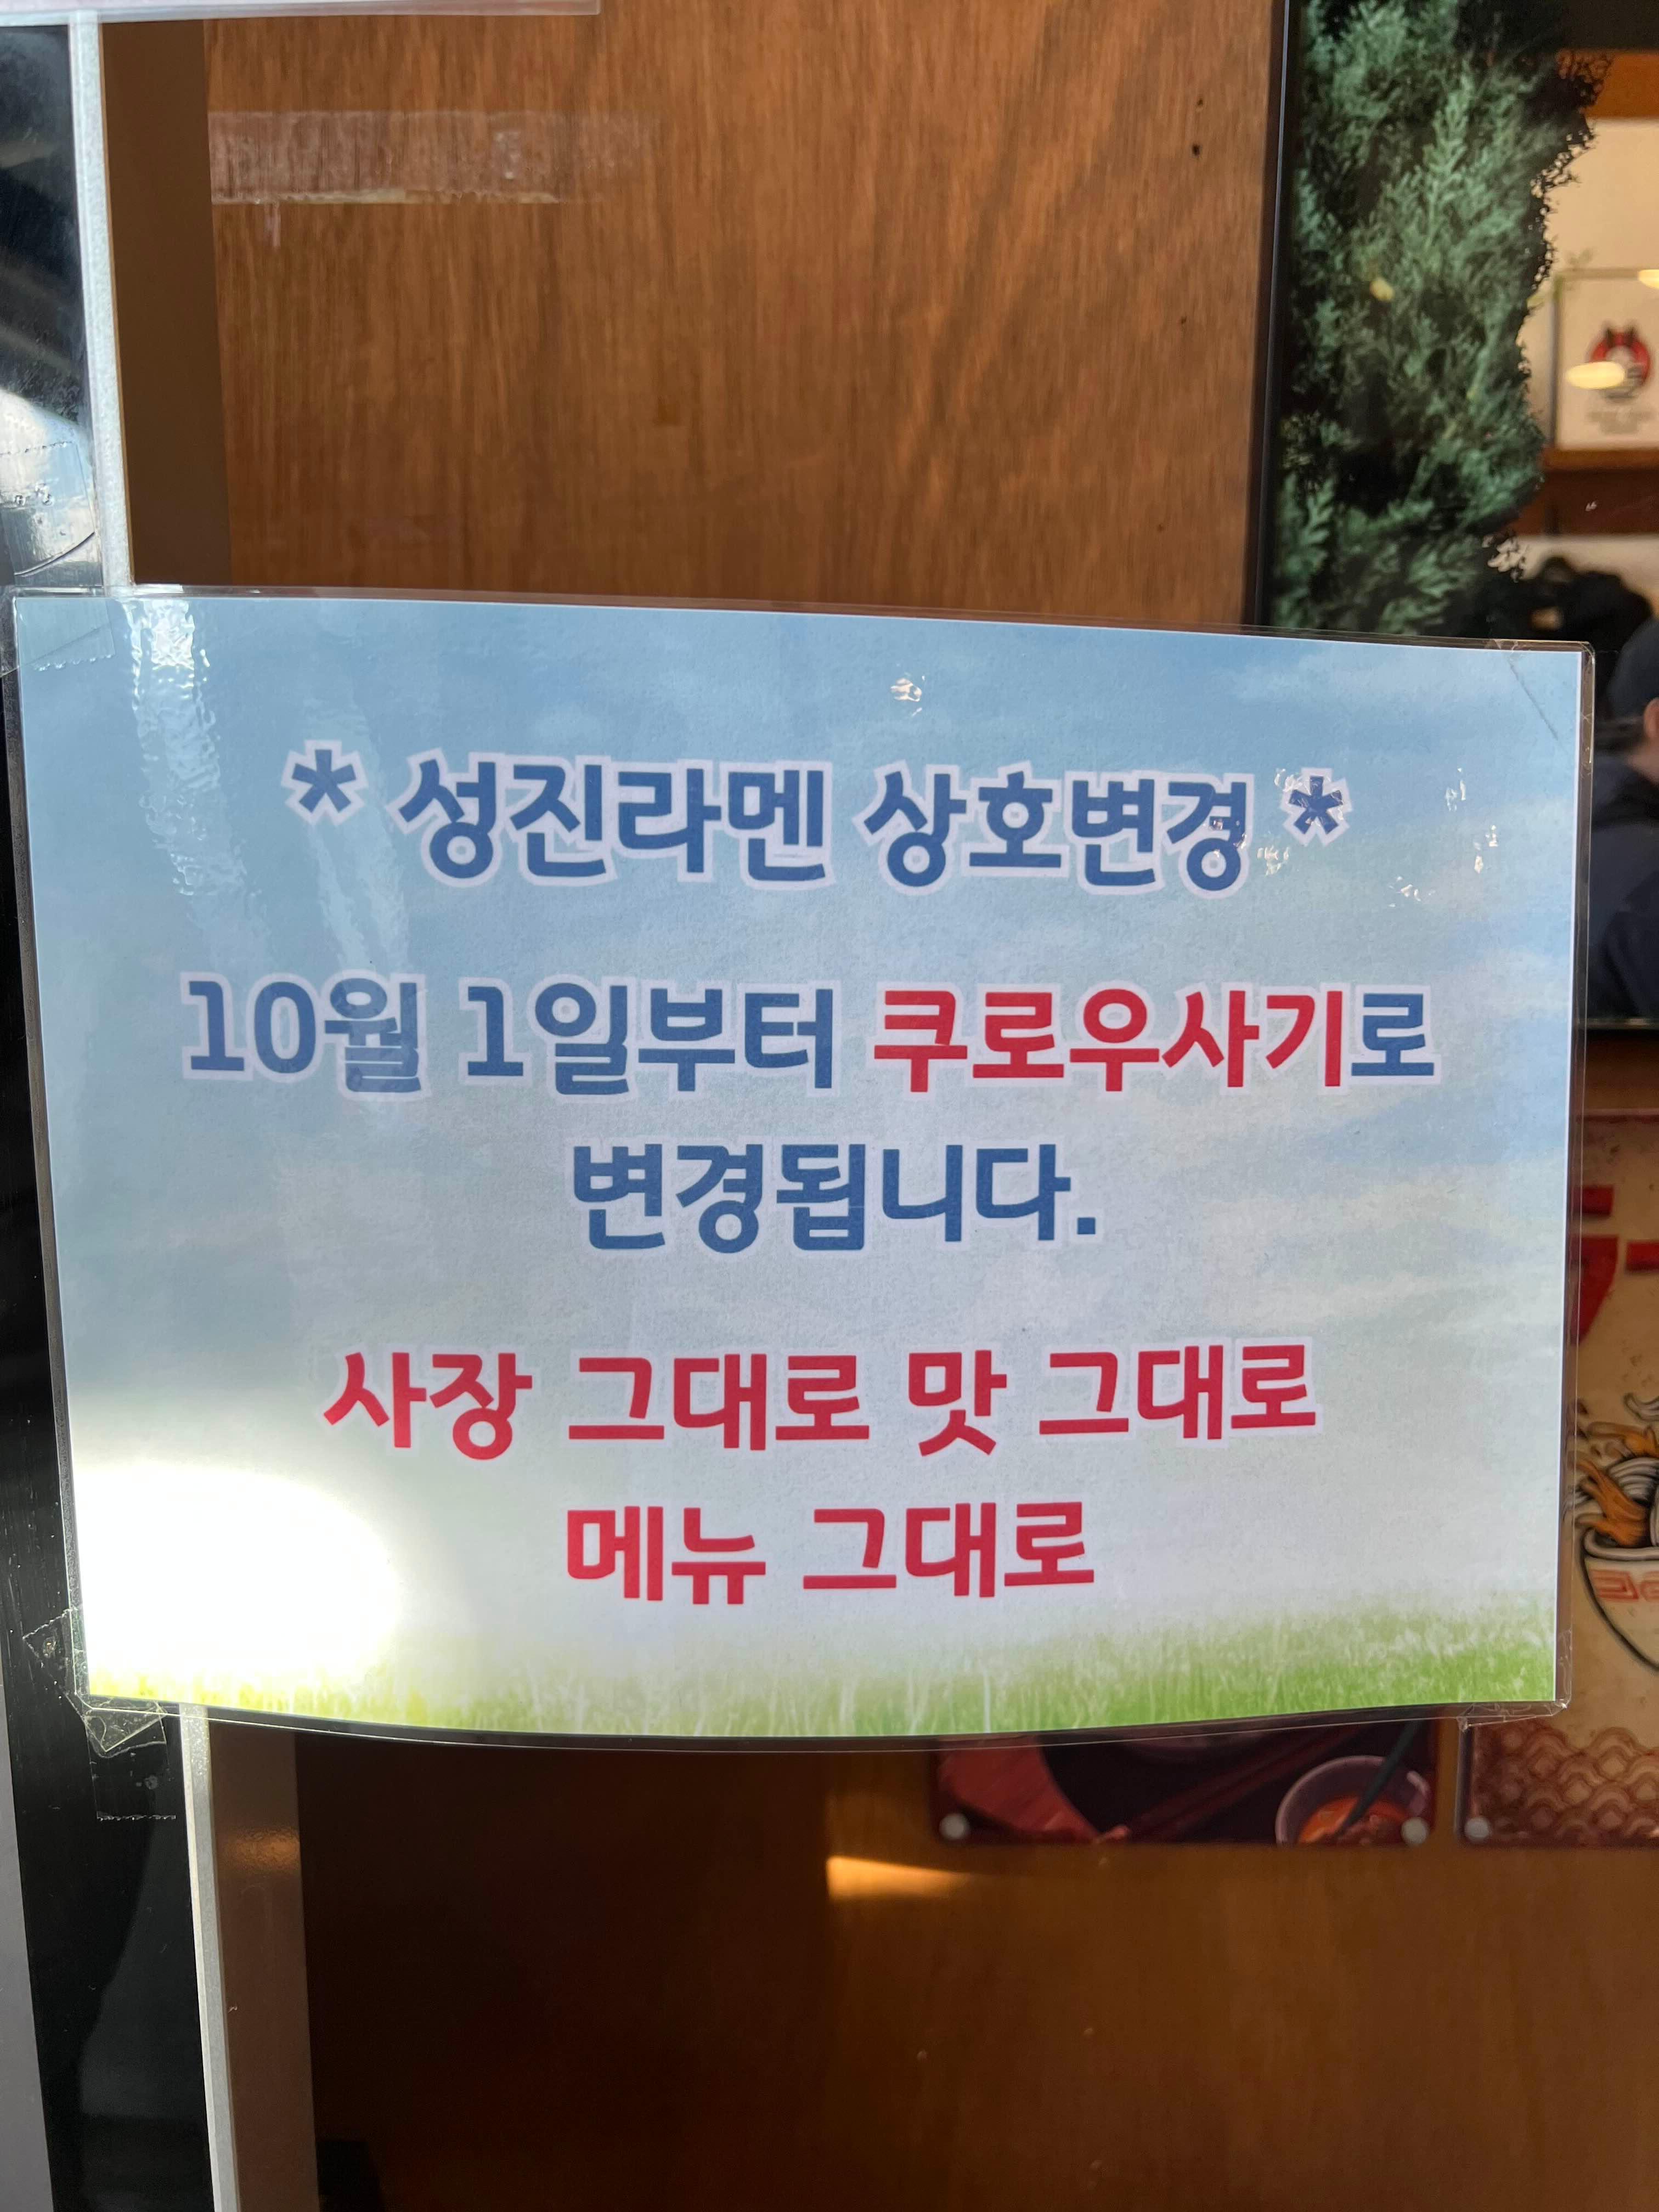 * 성진라멘 상호변경 *
10월 1일부터 쿠로우사기로
변경됩니다.
사장 그대로 맛 그대로
메뉴 그대로